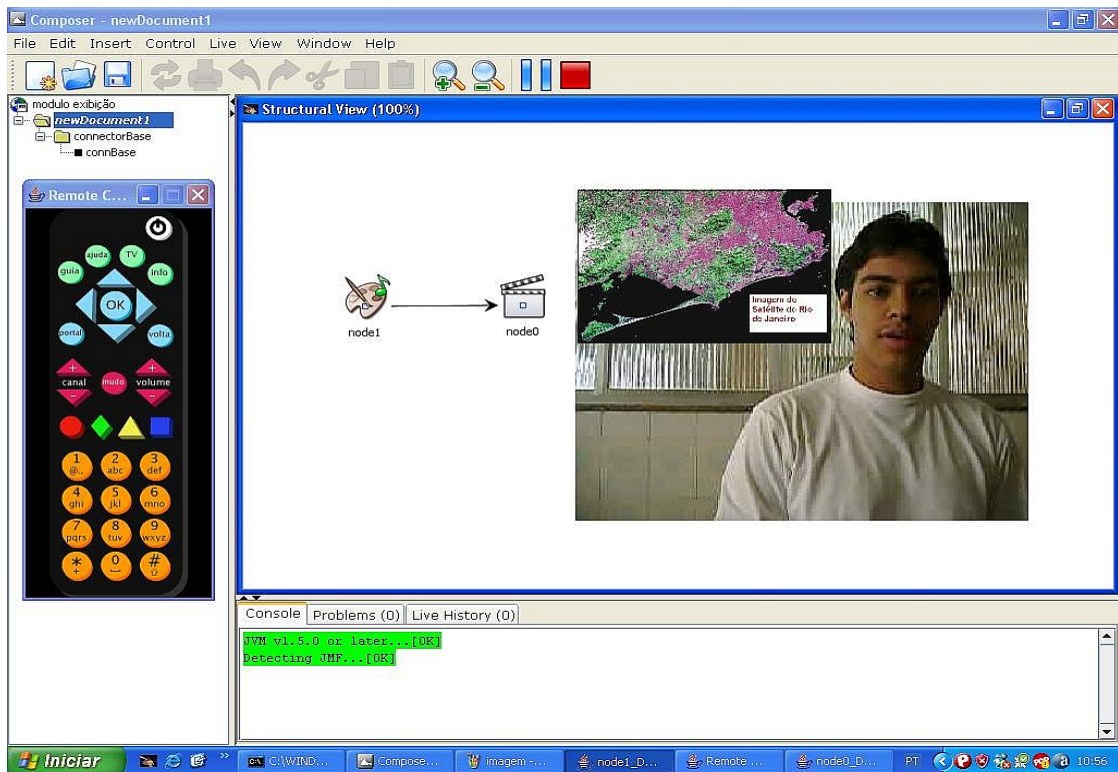 Composer - newDocument1
File Edit Insert Control Live View Window Help
modulo exibição
newDocument1
connectorBase
connBase
Structural View (100%)
node1
node0
Imagem de
Satélite do Rio
de Janeiro
Remote C...
guia
ajuda
TV
info
OK
portal
volta
+ +
canal mudo volume
- -
1 2 3
@.. abc def
4 5 6
ghi jkl mno
7 8 9
pqrs tuv wxyz
* 0 #
+
Console Problems (0) Live History (0)
JVM v1.5.0 or later...[OK]
Detecting JMF...[OK]
Iniciar » C:\WIND... Compose... imagem -... node1_D... Remote ... node0_D... PT 10:56